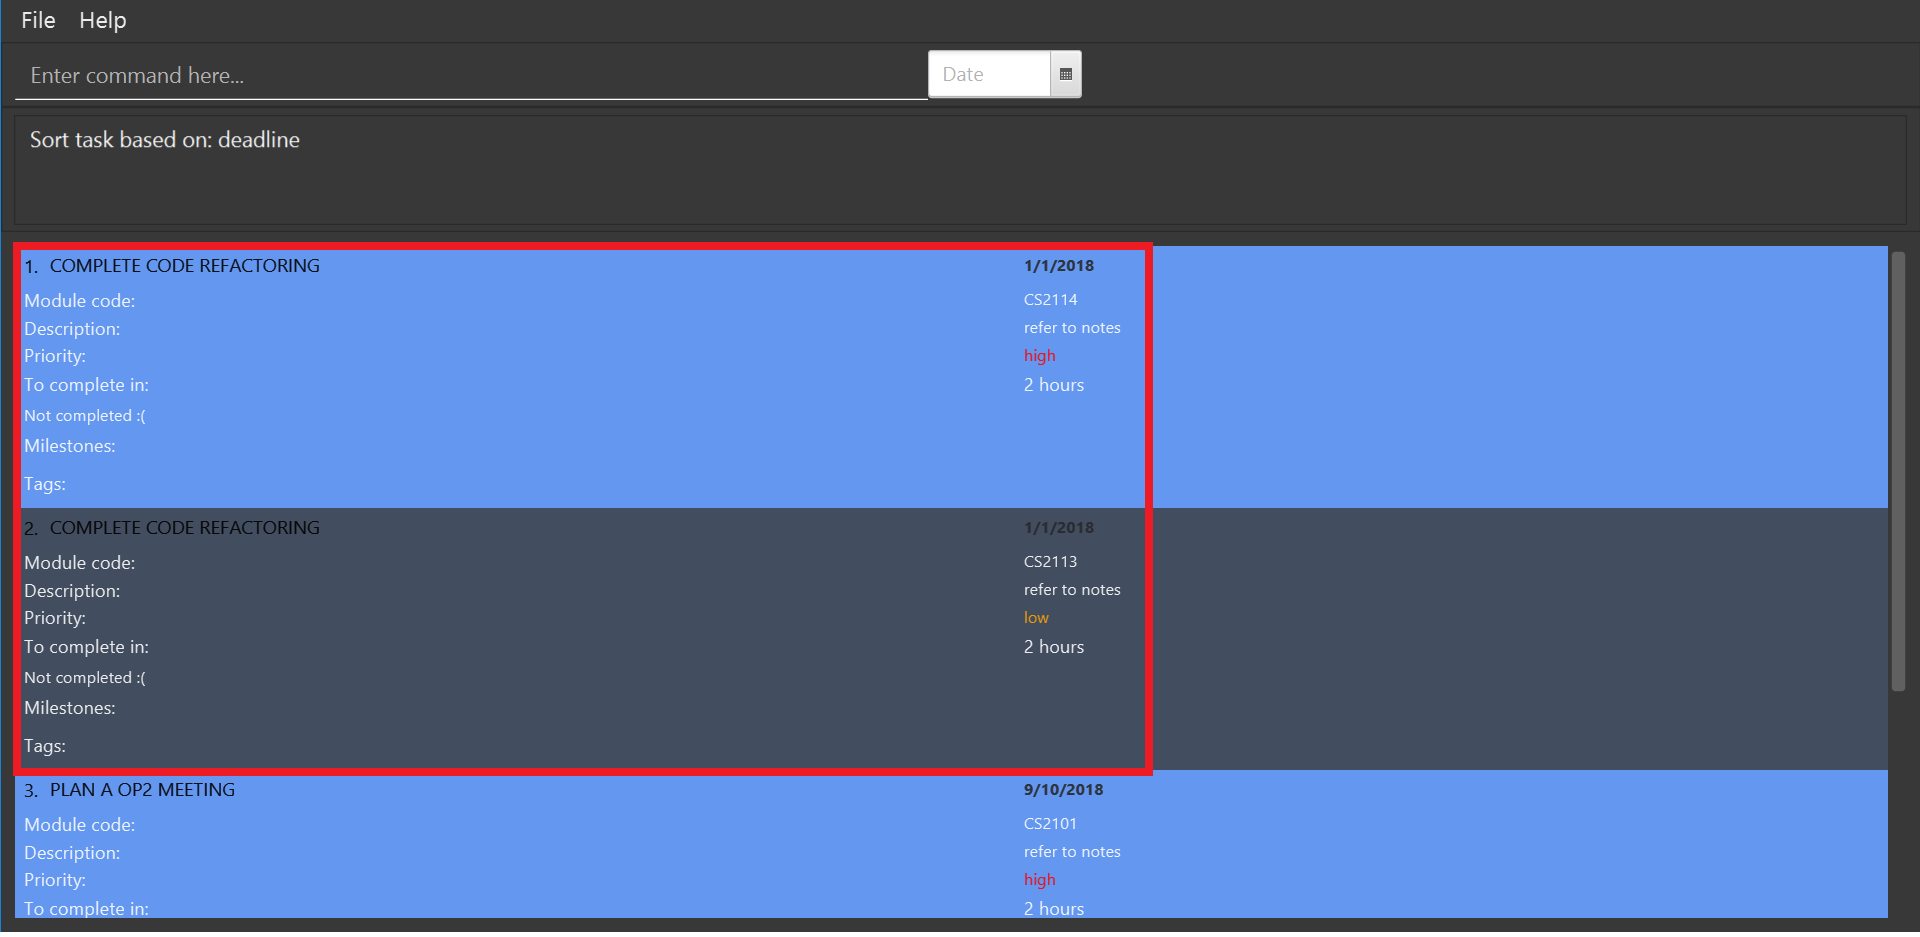 File Help
Enter command here... Date
Sort task based on: deadline
1. COMPLETE CODE REFACTORING 1/1/2018
Module code: CS2114
Description: refer to notes
Priority: high
To complete in: 2 hours
Not completed :(
Milestones:
Tags:
2. COMPLETE CODE REFACTORING 1/1/2018
Module code: CS2113
Description: refer to notes
Priority: low
To complete in: 2 hours
Not completed :(
Milestones:
Tags:
3. PLAN A OP2 MEETING 9/10/2018
Module code: CS2101
Description: refer to notes
Priority: high
To complete in: 2 hours